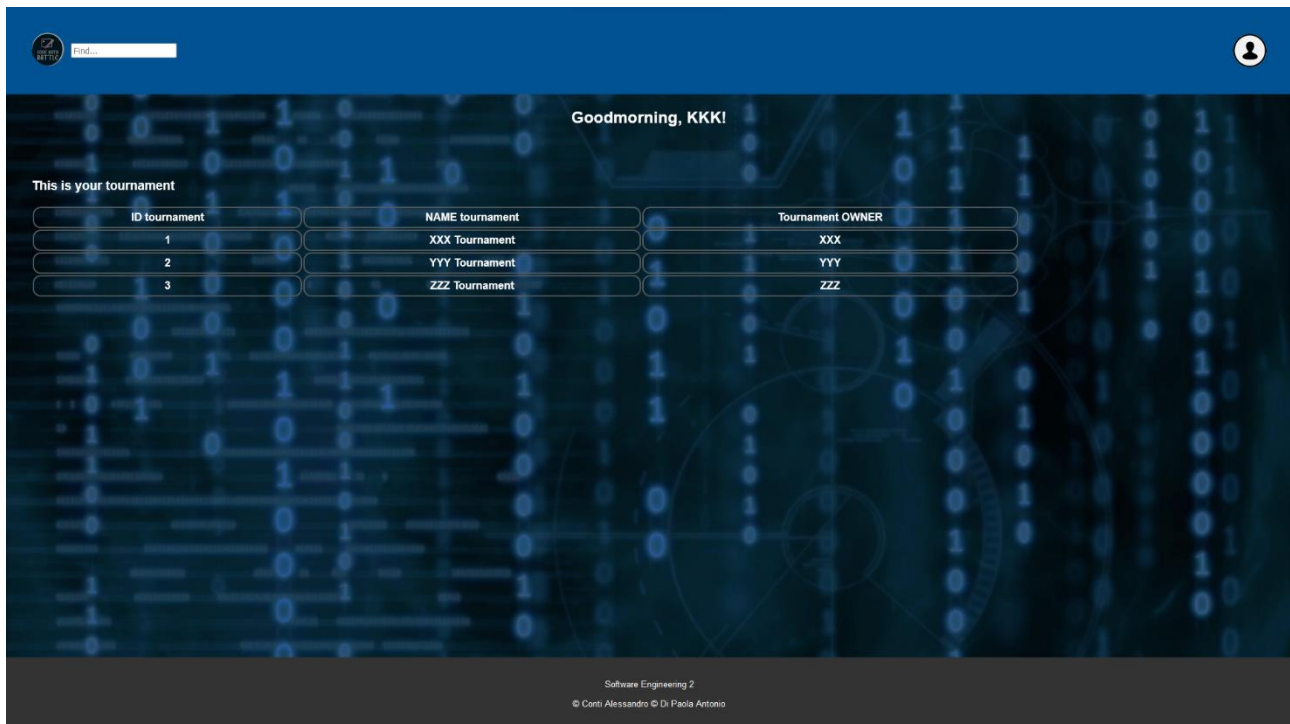 Find...
Goodmorning, KKK!
This is your tournament
ID tournament NAME tournament Tournament OWNER
1 XXX Tournament XXX
2 YYY Tournament YYY
3 ZZZ Tournament ZZZ
Software Engineering 2
© Conti Alessandro © Di Paola Antonio